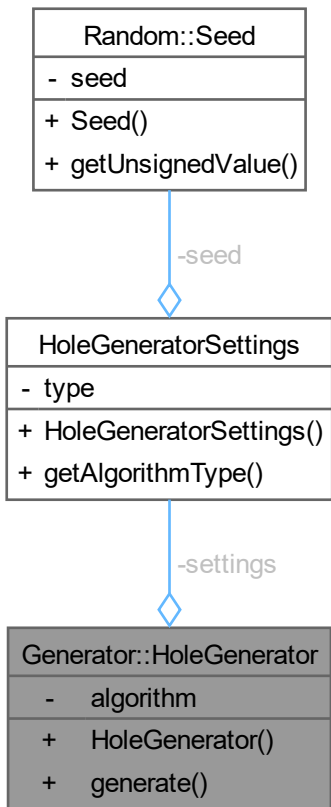 Random::Seed
- seed
+ Seed()
+ getUnsignedValue()
-seed
HoleGeneratorSettings
- type
+ HoleGeneratorSettings()
+ getAlgorithmType()
-settings
Generator::HoleGenerator
- algorithm
+ HoleGenerator()
+ generate()